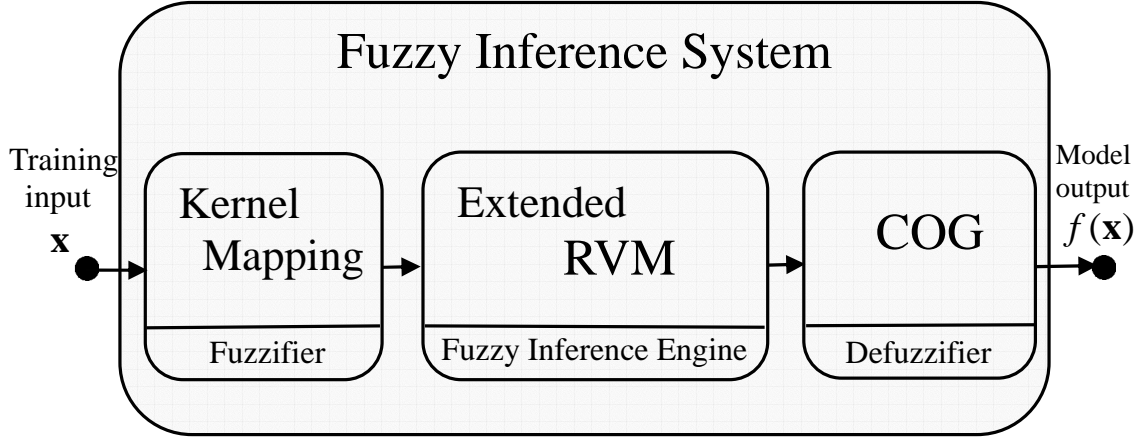 Fuzzy Inference System
Training
input
x
Kernel
Mapping
Fuzzifier
Extended
RVM
Fuzzy Inference Engine
COG
Defuzzifier
Model
output
f(x)